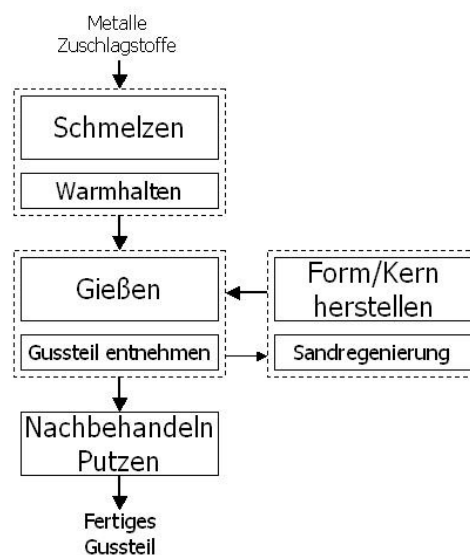 Metalle
Zuschlagstoffe
Schmelzen
Warmhalten
Gießen
Gussteil entnehmen
Form/Kern
herstellen
Sandregenierung
Nachbehandeln
Putzen
Fertiges
Gussteil